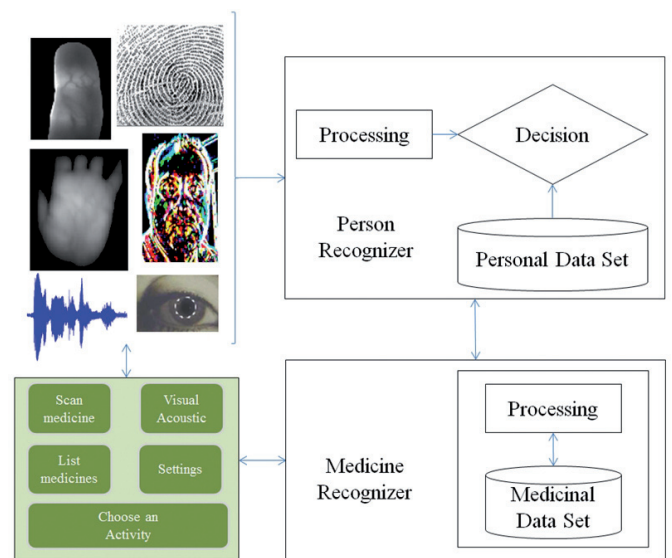 Processing
Decision
Person
Recognizer
Personal Data Set
Scan
medicine
Visual
Acoustic
List
medicines
Settings
Choose an
Activity
Medicine
Recognizer
Processing
Medicinal
Data Set